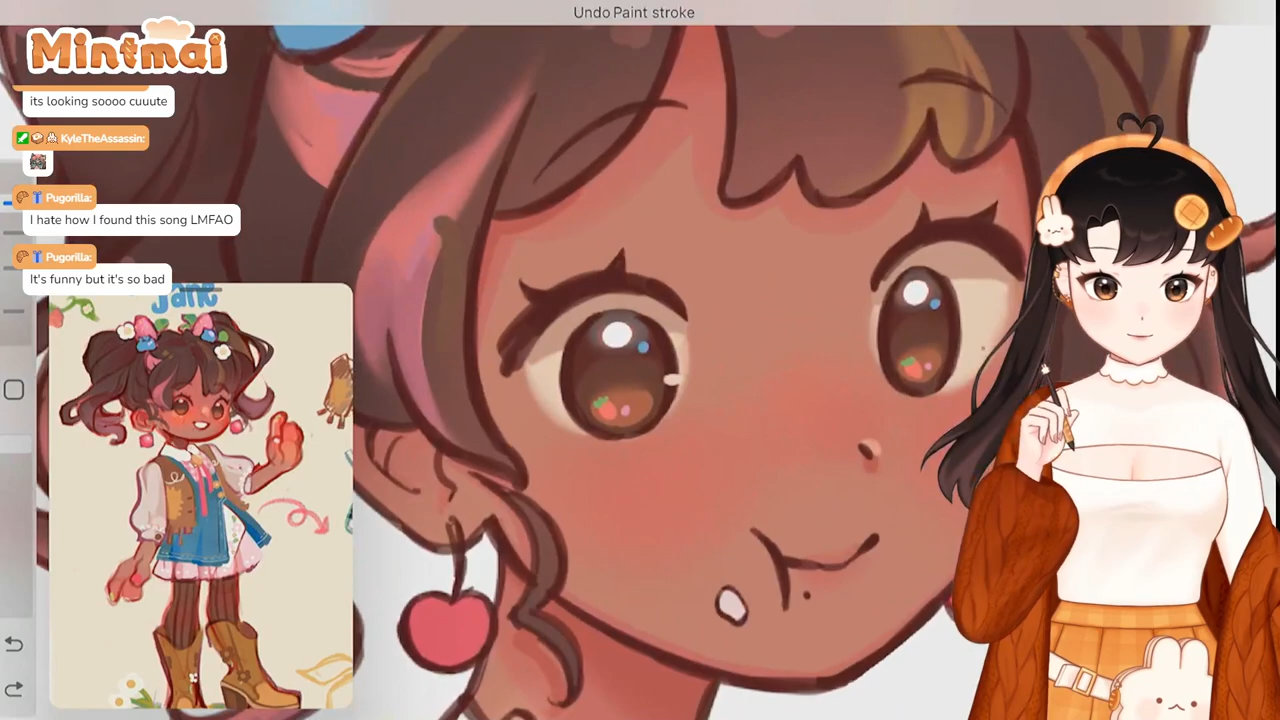 Undo Paint stroke
Mintmai
its looking soooo cuuute
KyleTheAssassin:
Pugorilla:
I hate how I found this song LMFAO
Pugorilla:
It's funny but it's so bad
Jane